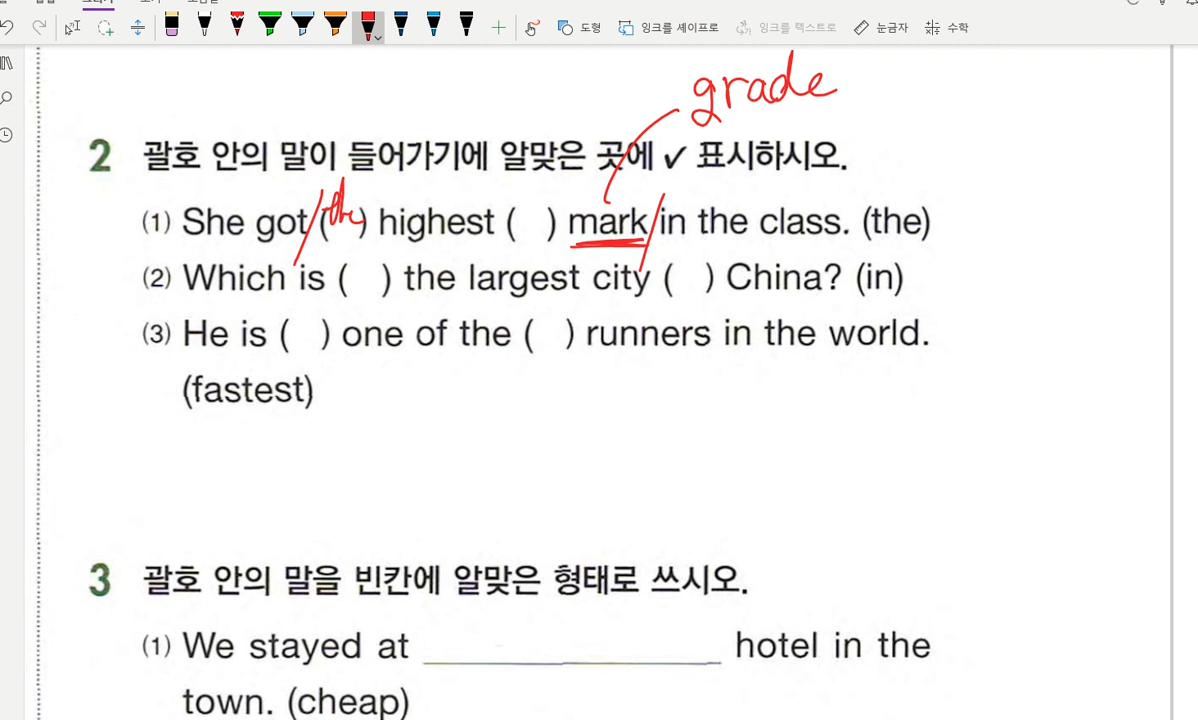 도형 잉크를 셰이프로 잉크를 텍스트로 눈금자 수학
grade
2 괄호 안의 말이 들어가기에 알맞은 곳에 ✓ 표시하시오.
(1) She got (the) highest ( ) mark in the class. (the)
(2) Which is ( ) the largest city ( ) China? (in)
(3) He is ( ) one of the ( ) runners in the world.
(fastest)
3 괄호 안의 말을 빈칸에 알맞은 형태로 쓰시오.
(1) We stayed at ______________ hotel in the
town. (cheap)